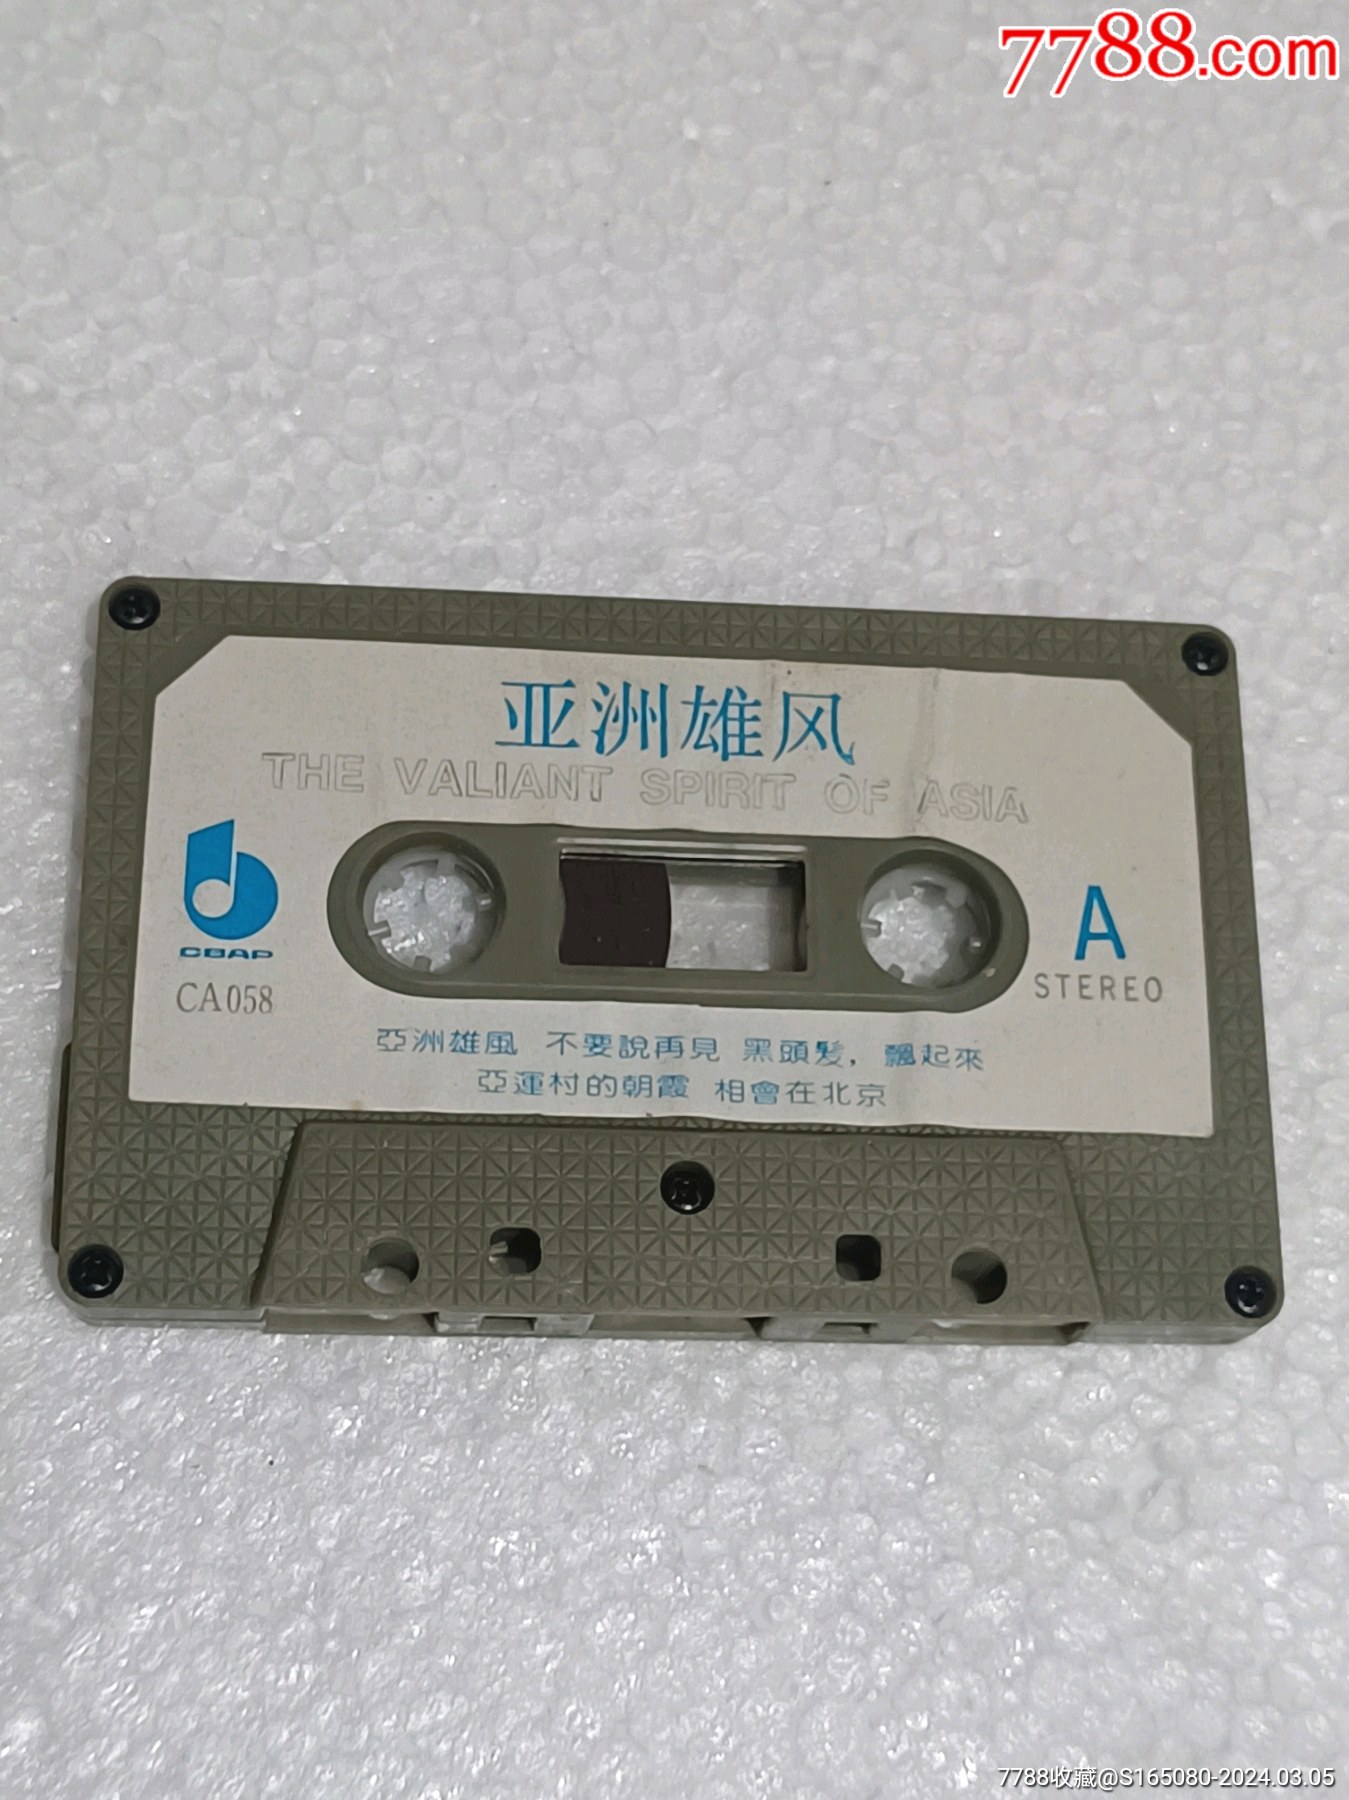 7788.com
亚洲雄风
THE VALIANT SPIRIT OF ASIA
CBAP
CA058
A
STEREO
亞洲雄風 不要說再見 黑頭髮，飄起來
亞運村的朝霞 相會在北京
7788收藏@S165080-2024.03.05